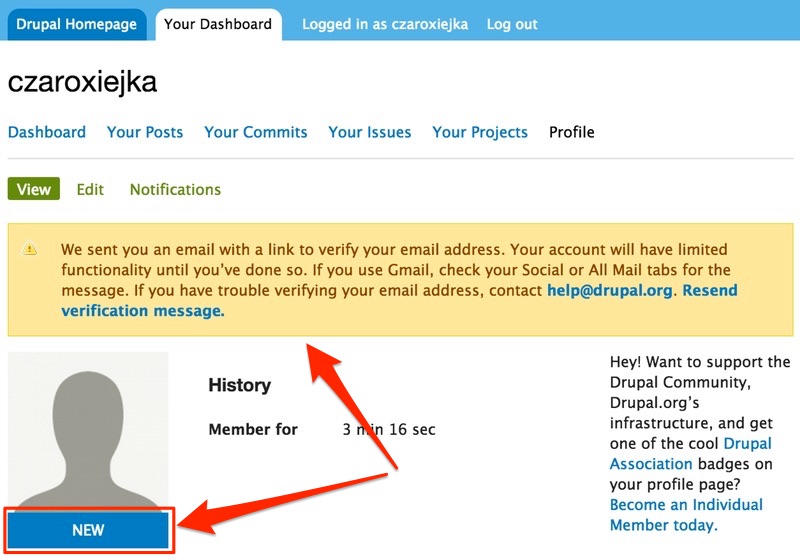 Drupal Homepage
Your Dashboard
Logged in as czaroxiejka
Log out
czaroxiejka
Dashboard
Your Posts
Your Commits
Your Issues
Your Projects
Profile
View
Edit
Notifications
We sent you an email with a link to verify your email address. Your account will have limited
functionality until you’ve done so. If you use Gmail, check your Social or All Mail tabs for the
message. If you have trouble verifying your email address, contact help@drupal.org. Resend
verification message.
History
Member for
3 min 16 sec
NEW
Hey! Want to support the
Drupal Community,
Drupal.org’s
infrastructure, and get
one of the cool Drupal
Association badges on
your profile page?
Become an Individual
Member today.